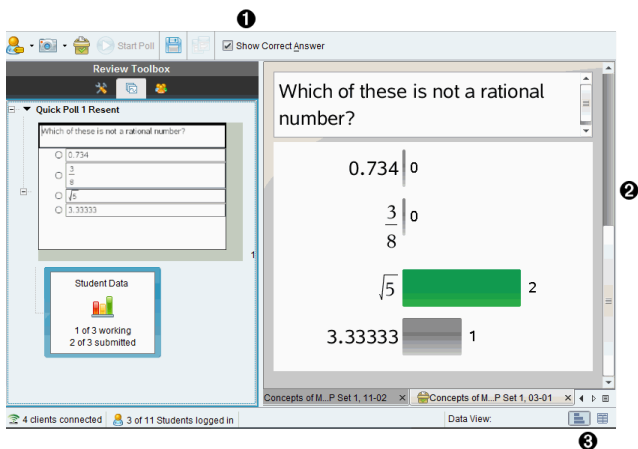 ❶
Start Poll
Show Correct Answer
Review Toolbox
Quick Poll 1 Resent
Which of these is not a rational number?
0.734
3
8
√5
3.33333
1
Student Data
1 of 3 working
2 of 3 submitted
Which of these is not a rational
number?
0.734 0
3
8
0
√5 2
3.33333 1
❷
Concepts of M...P Set 1, 11-02 ×
Concepts of M...P Set 1, 03-01 ×
4 clients connected
3 of 11 Students logged in
Data View:
❸